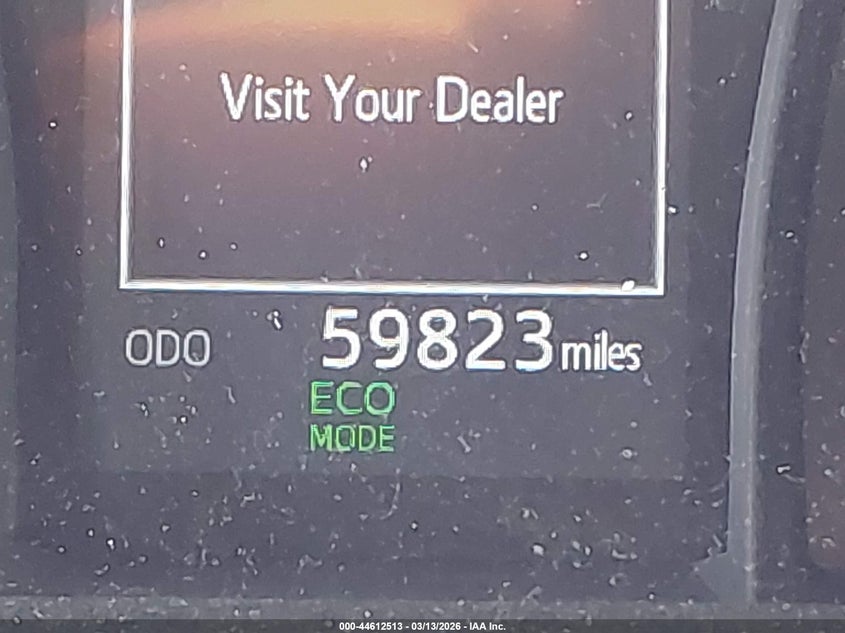 Visit Your Dealer
ODO 59823 miles
ECO
MODE
000-44612513 - 03/13/2026 - IAA Inc.